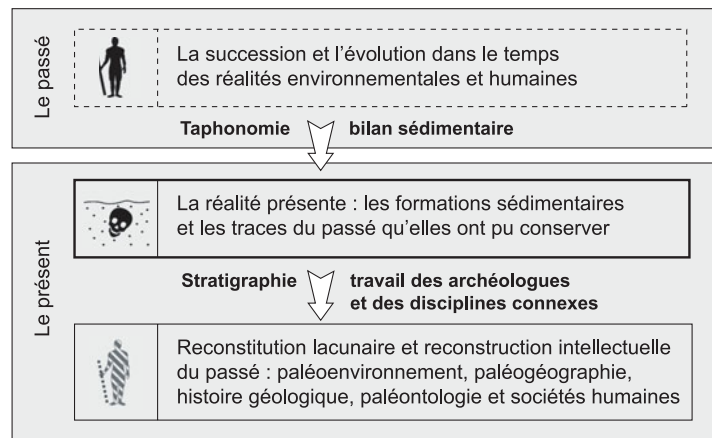 Le passé
La succession et l’évolution dans le temps
des réalités environnementales et humaines
Taphonomie bilan sédimentaire
Le présent
La réalité présente : les formations sédimentaires
et les traces du passé qu’elles ont pu conserver
Stratigraphie travail des archéologues
et des disciplines connexes
Reconstitution lacunaire et reconstruction intellectuelle
du passé : paléoenvironnement, paléogéographie,
histoire géologique, paléontologie et sociétés humaines